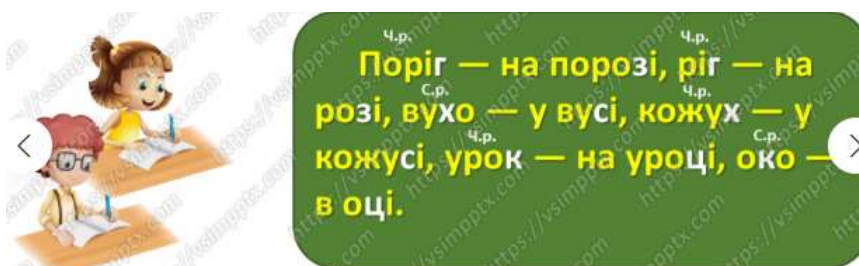 Ч.р. Ч.р.
Поріг — на порозі, ріг — на
С.р. Ч.р.
розі, вухо — у вусі, кожух — у
Ч.р. С.р.
кожусі, урок — на уроці, око —
в оці.